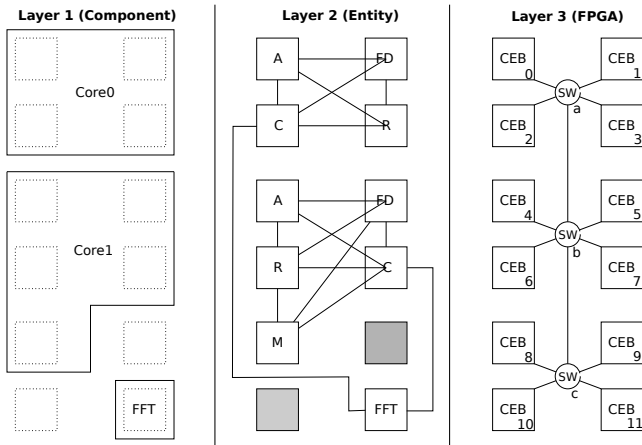 Layer 1 (Component)
Layer 2 (Entity)
Layer 3 (FPGA)
Core0
Core1
FFT
A
FD
C
R
A
FD
R
C
M
FFT
CEB
0
CEB
1
SW
a
CEB
2
CEB
3
CEB
4
CEB
5
SW
b
CEB
6
CEB
7
CEB
8
CEB
9
SW
c
CEB
10
CEB
11